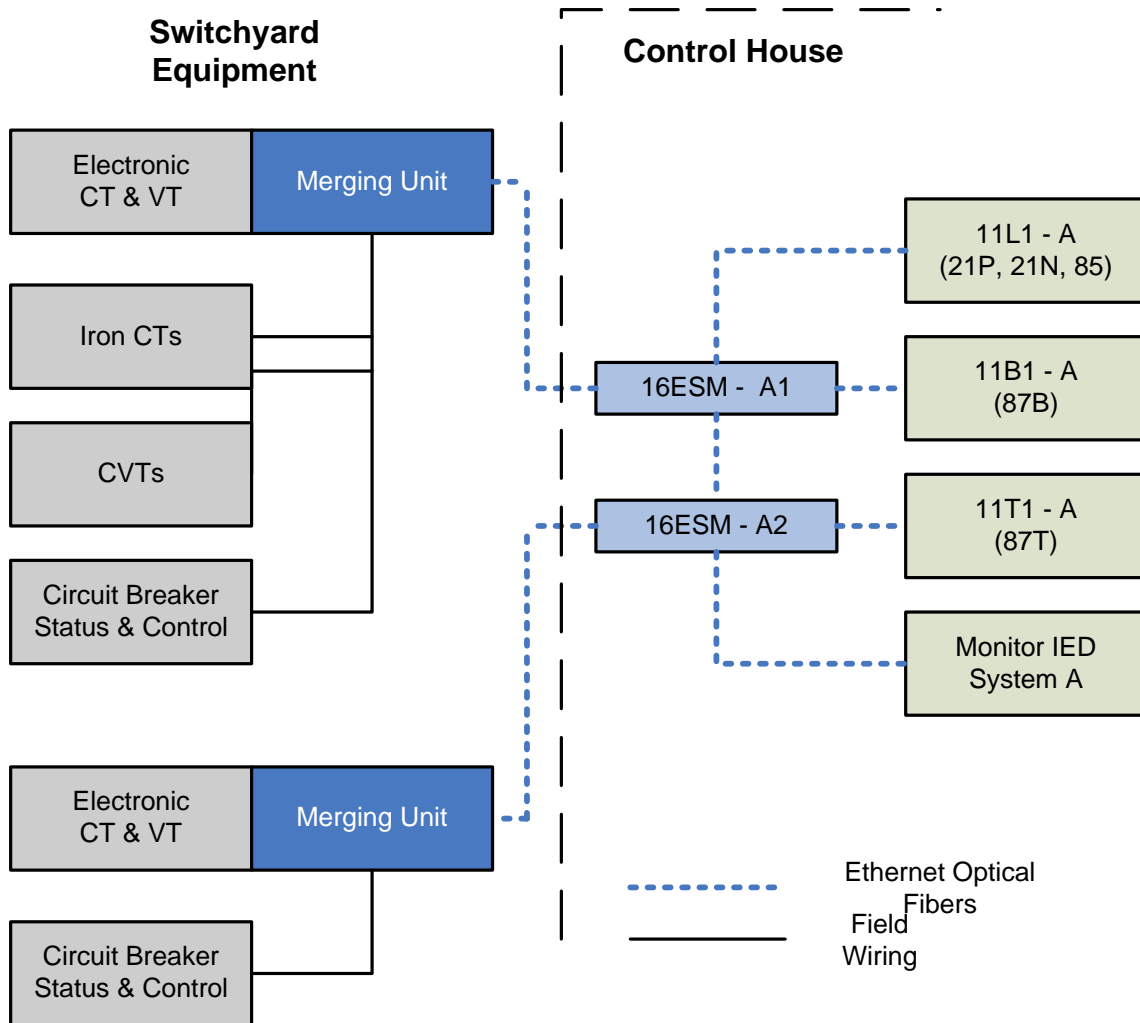 Switchyard
Equipment
Control House
Electronic
CT & VT
Merging Unit
Iron CTs
CVTs
Circuit Breaker
Status & Control
16ESM -  A1
16ESM - A2
11L1 - A
(21P, 21N, 85)
11B1 - A
(87B)
11T1 - A
(87T)
Monitor IED
System A
Electronic
CT & VT
Merging Unit
Circuit Breaker
Status & Control
Ethernet Optical
Fibers
Field
Wiring